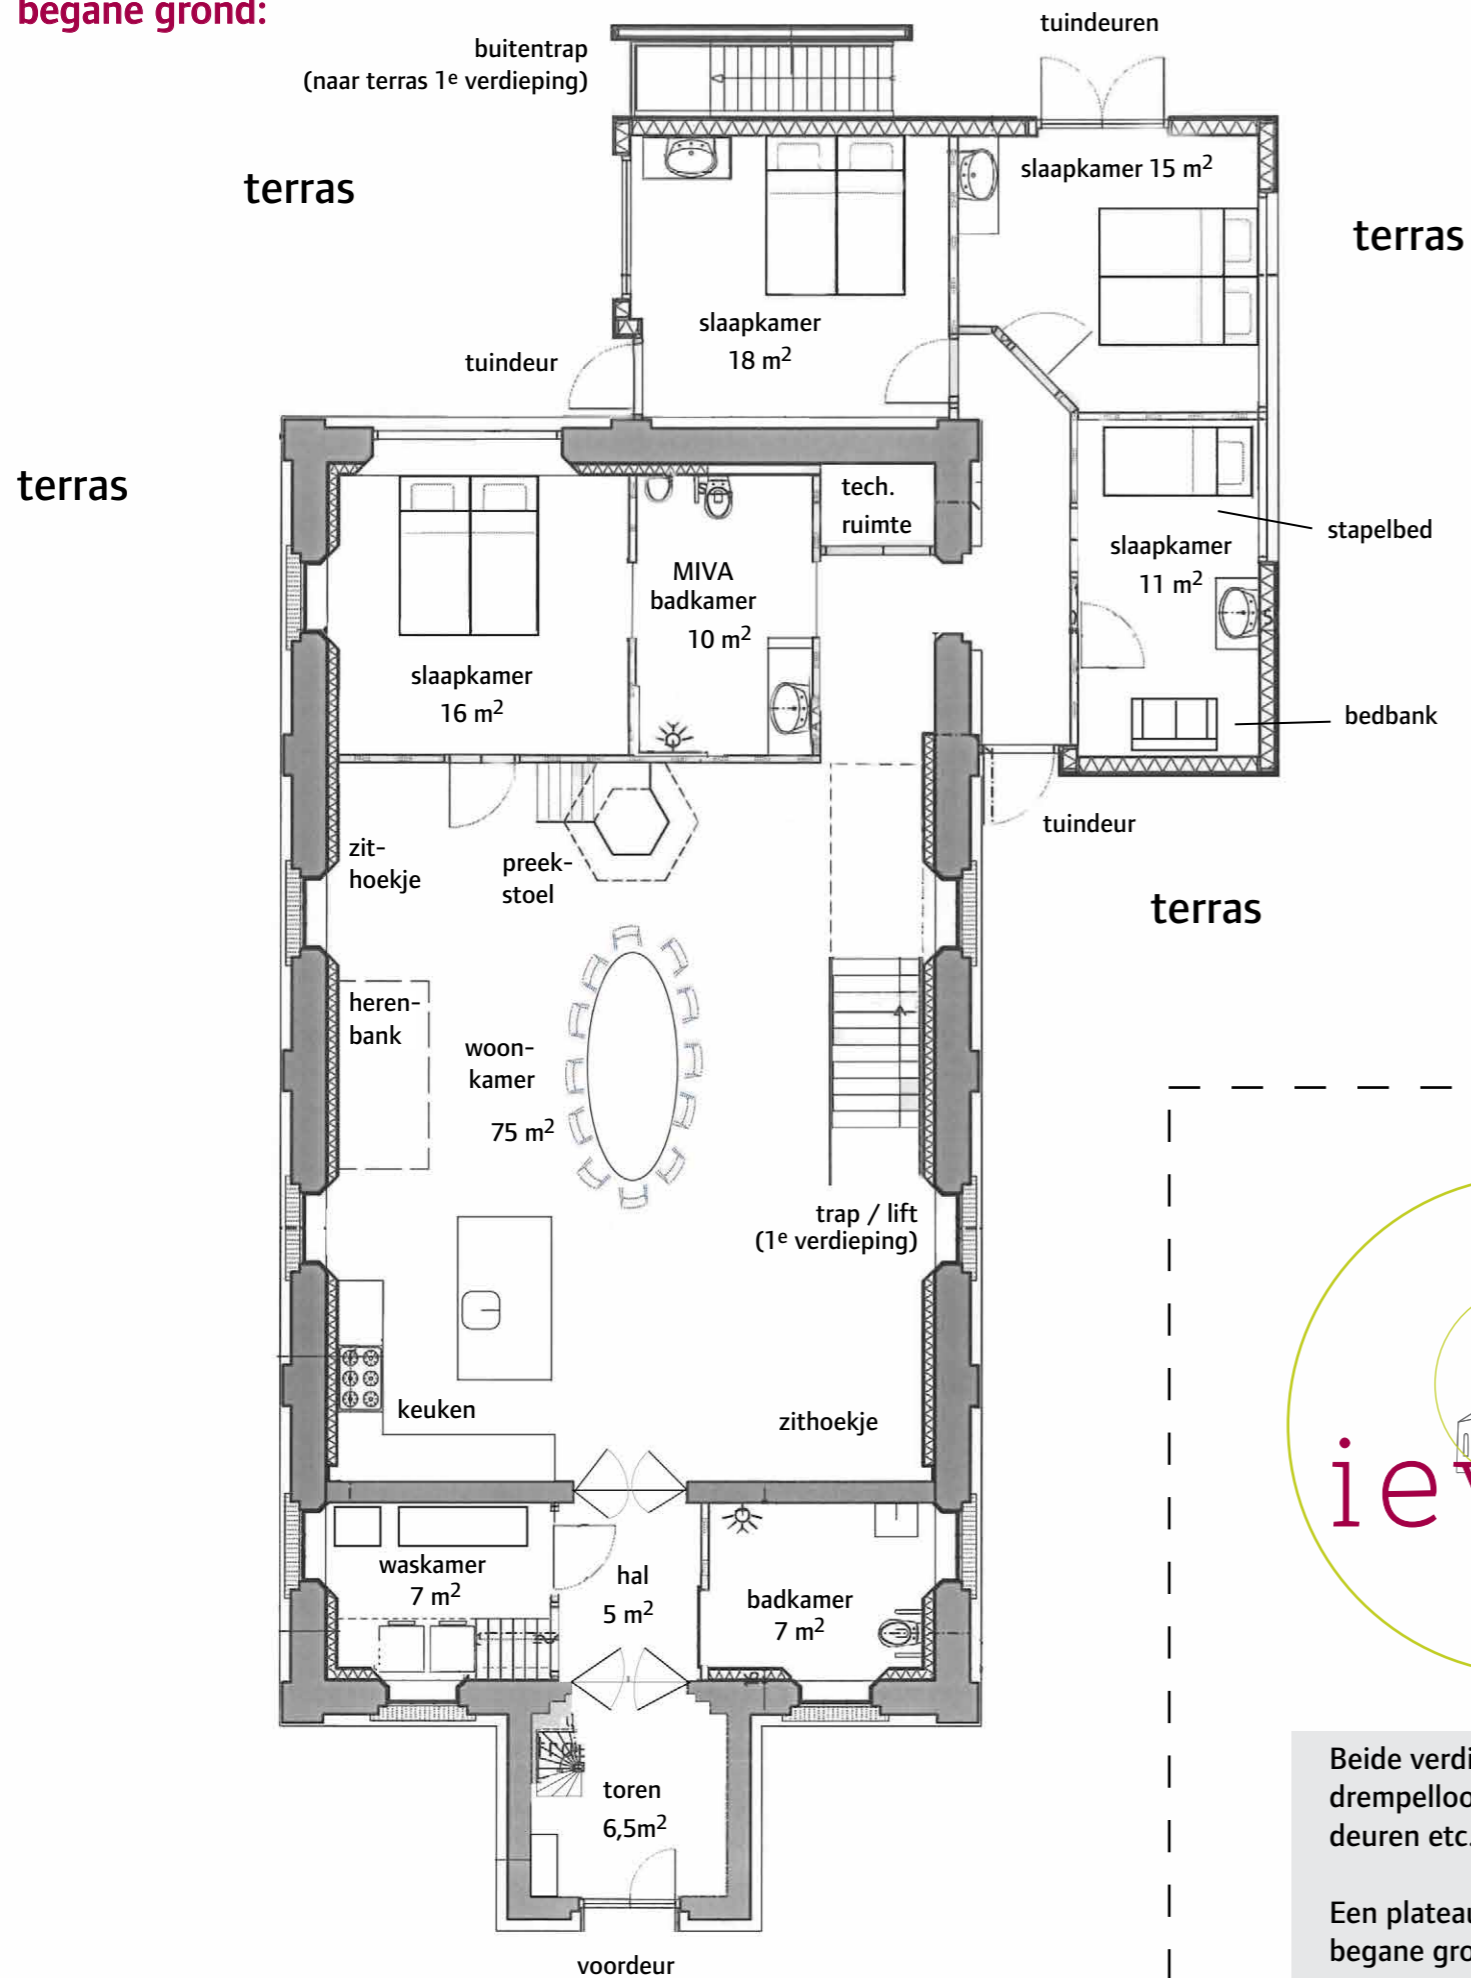 begane grond:
buitentrap
(naar terras 1e verdieping)
tuindeuren
terras
slaapkamer 15 m2
terras
slaapkamer
18 m2
tuindeur
terras
tech.
ruimte
stapelbed
slaapkamer
11 m2
MIVA
badkamer
10 m2
slaapkamer
16 m2
bedbank
tuindeur
zit-
hoekje
preek-
stoel
terras
heren-
bank
woon-
kamer
75 m2
trap / lift
(1e verdieping)
keuken
zithoekje
waskamer
7 m2
hal
5 m2
badkamer
7 m2
toren
6,5m2
voordeur
Beide verdi
drempelloo
deuren etc.
Een plateau
begane gro